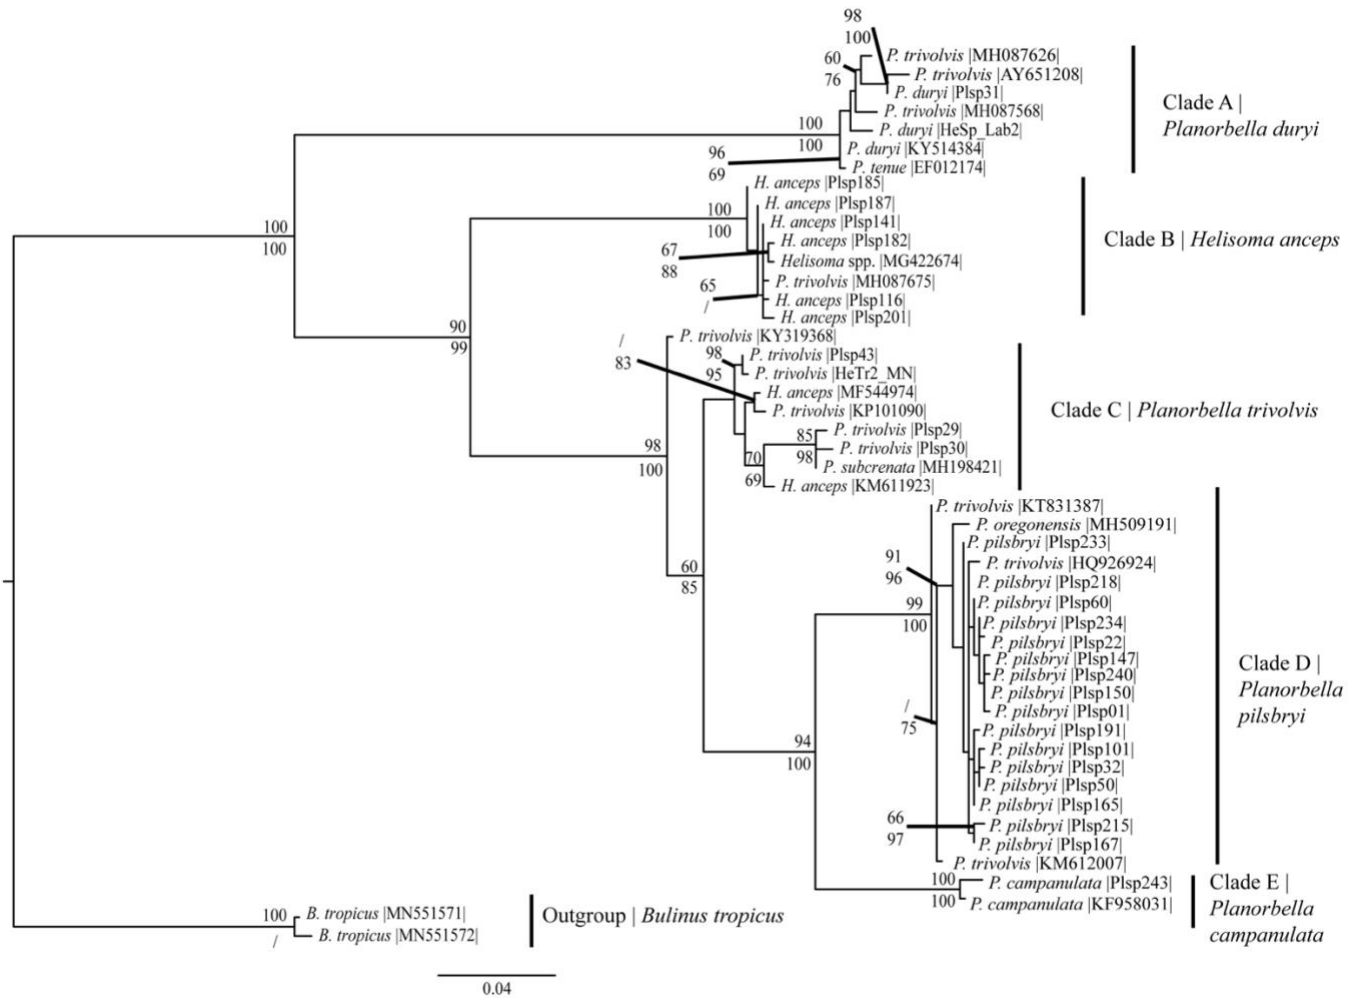 98
100
P. trivolvis |MH087626|
60
P. trivolvis |AY651208|
76
P. duryi |Plsp31|
P. trivolvis |MH087568|
Clade A |
Planorbella duryi
100
P. duryi |HeSp_Lab2|
100
P. duryi |KY514384|
96
69
P. tenue |EF012174|
H. anceps |Plsp185|
100
H. anceps |Plsp187|
100
H. anceps |Plsp141|
H. anceps |Plsp182|
Clade B | Helisoma anceps
67
88
Helisoma spp. |MG422674|
P. trivolvis |MH087675|
65
/
H. anceps |Plsp116|
H. anceps |Plsp201|
100
100
90
99
P. trivolvis |KY319368|
/
83
98
P. trivolvis |Plsp43|
95
P. trivolvis |HeTr2_MN|
H. anceps |MF544974|
P. trivolvis |KP101090|
Clade C | Planorbella trivolvis
85
P. trivolvis |Plsp29|
98
P. trivolvis |Plsp30|
70
P. subcrenata |MH198421|
69
H. anceps |KM611923|
98
100
P. trivolvis |KT831387|
P. oregonensis |MH509191|
P. pilsbryi |Plsp233|
91
P. trivolvis |HQ926924|
96
P. pilsbryi |Plsp218|
60
85
P. pilsbryi |Plsp60|
99
100
P. pilsbryi |Plsp234|
P. pilsbryi |Plsp22|
P. pilsbryi |Plsp147|
P. pilsbryi |Plsp240|
Clade D |
Planorbella
pilsbryi
P. pilsbryi |Plsp150|
/
75
P. pilsbryi |Plsp01|
P. pilsbryi |Plsp191|
94
100
P. pilsbryi |Plsp101|
P. pilsbryi |Plsp32|
P. pilsbryi |Plsp50|
P. pilsbryi |Plsp165|
66
97
P. pilsbryi |Plsp215|
P. pilsbryi |Plsp167|
P. trivolvis |KM612007|
100
P. campanulata |Plsp243|
100
P. campanulata |KF958031|
Clade E |
Planorbella
campanulata
100
/
B. tropicus |MN551571|
B. tropicus |MN551572|
Outgroup | Bulinus tropicus
0.04